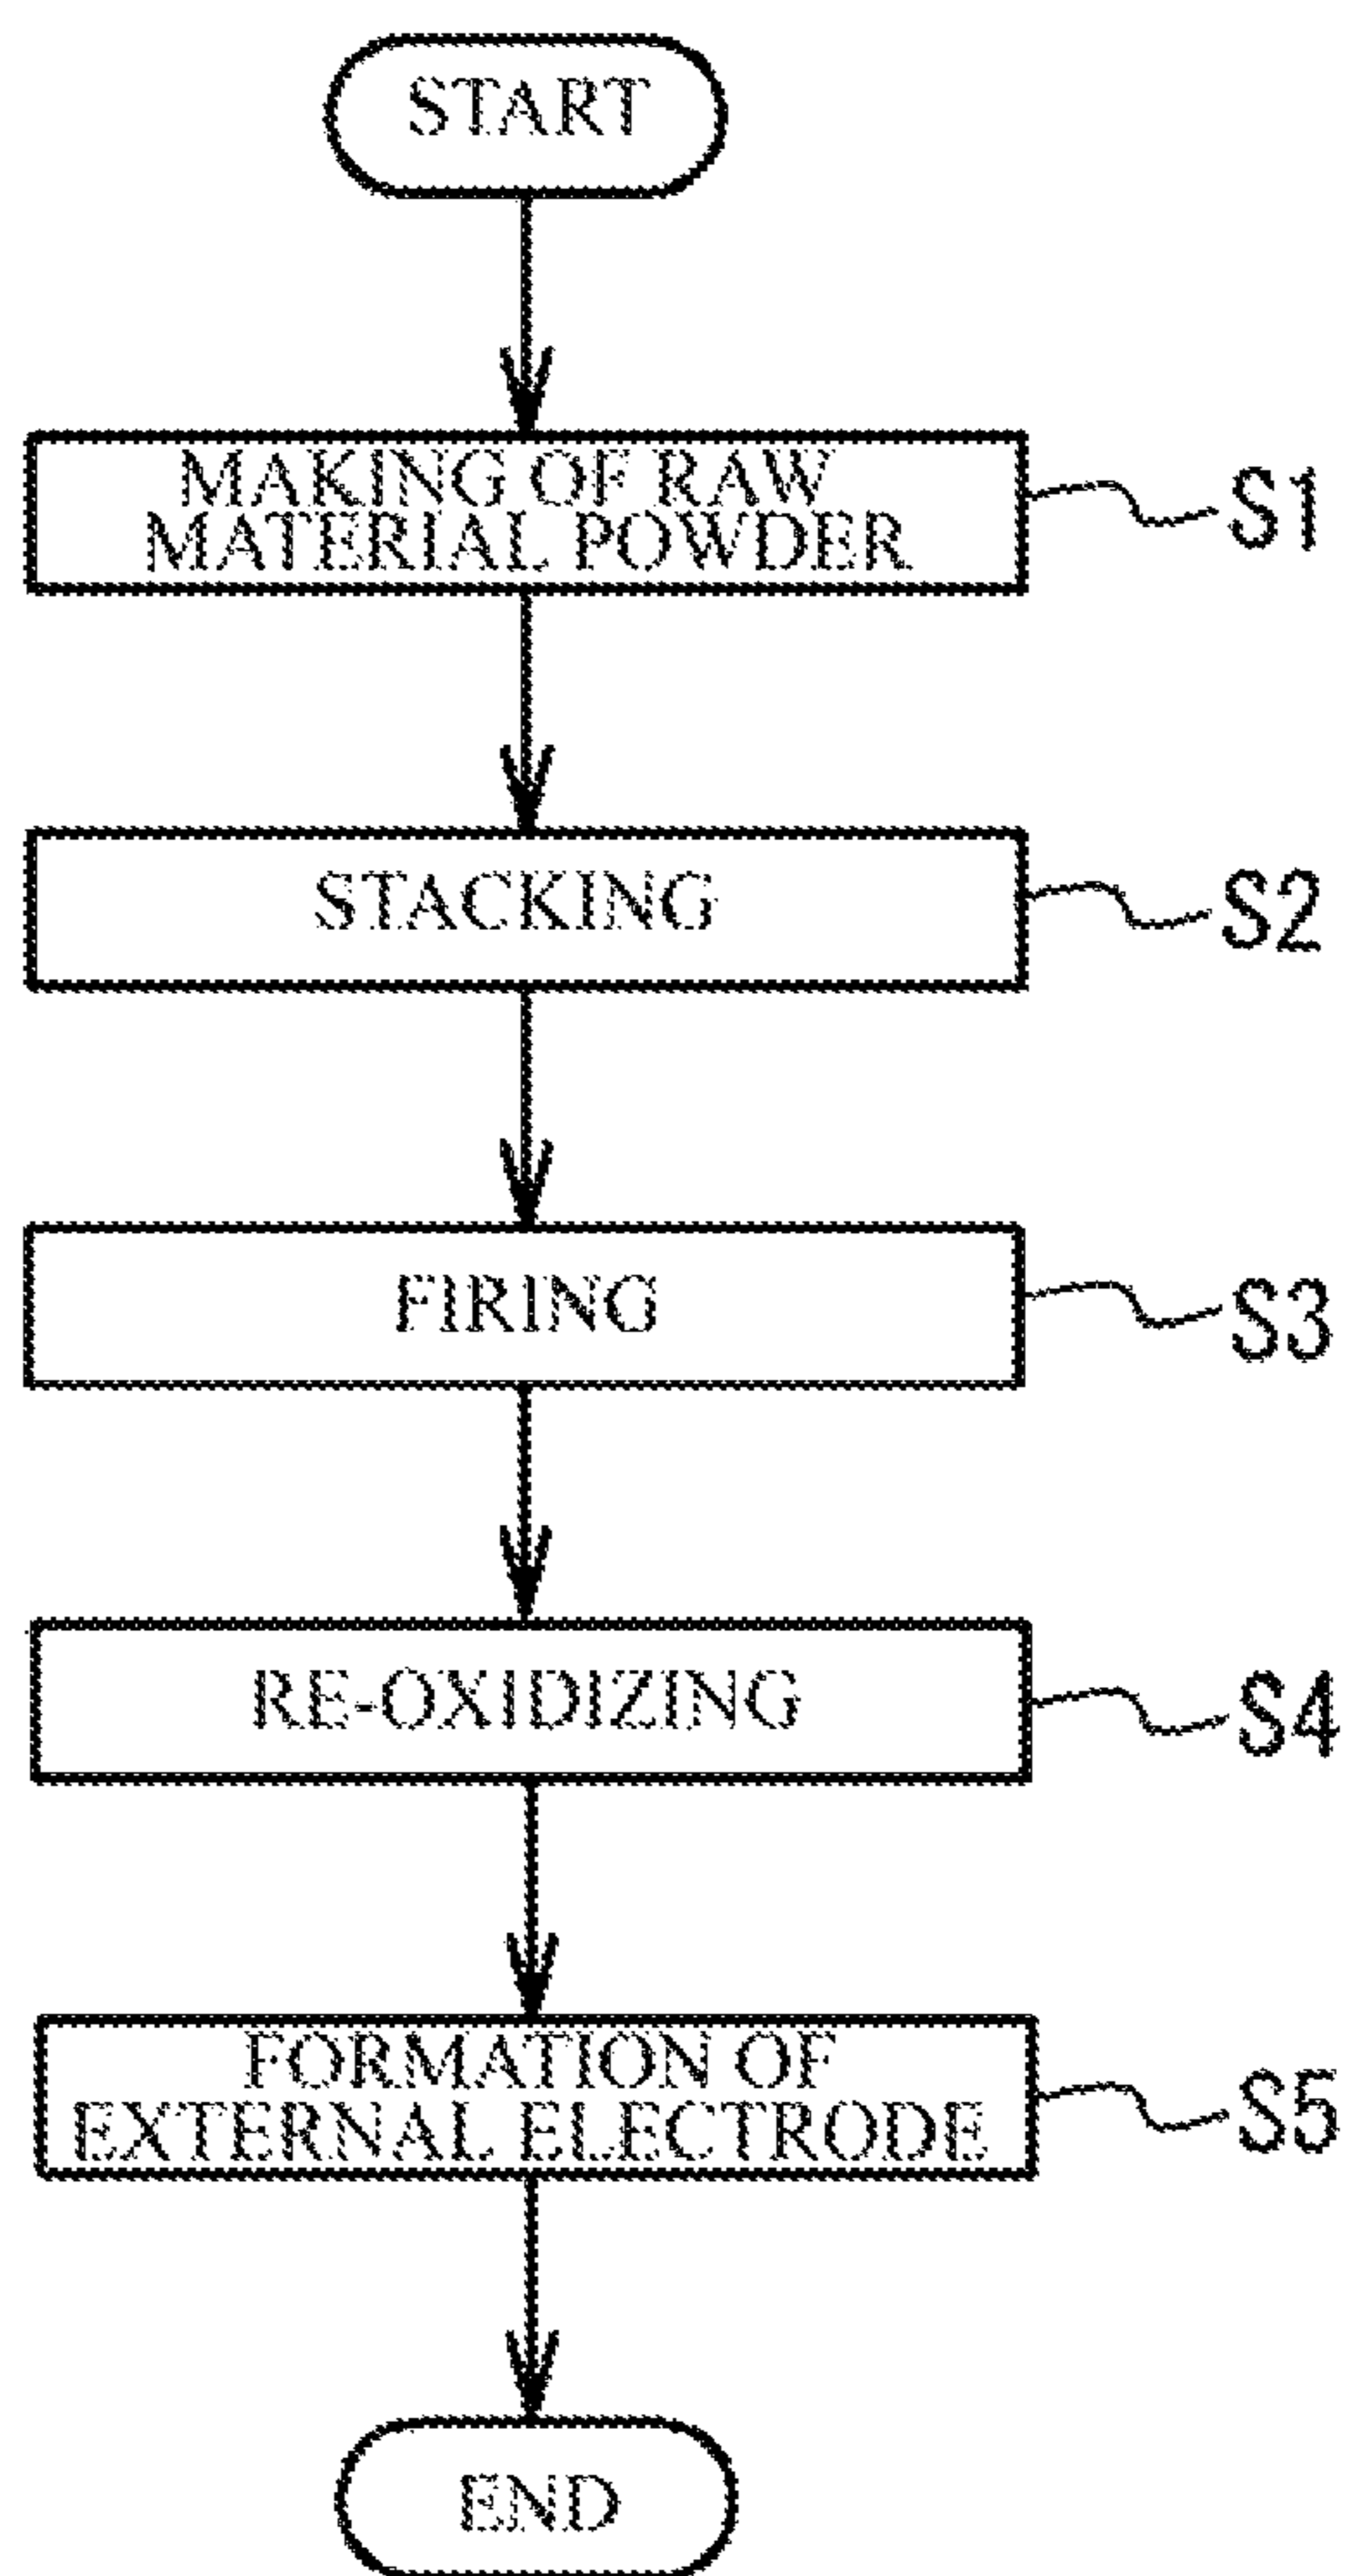 START
MAKING OF RAW
MATERIAL POWDER
S1
STACKING
S2
FIRING
S3
RE-OXIDIZING
S4
FORMATION OF
EXTERNAL ELECTRODE
S5
END